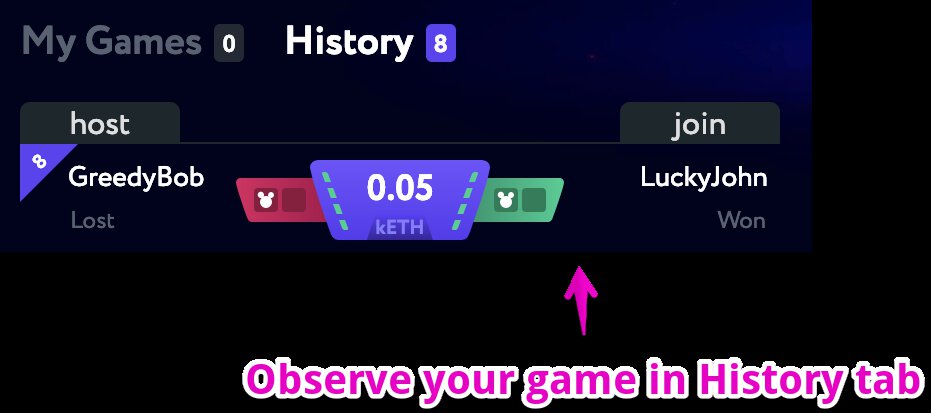 My Games 0 History 8
host join
8 GreedyBob 0.05 LuckyJohn
Lost kETH Won
Observe your game in History tab